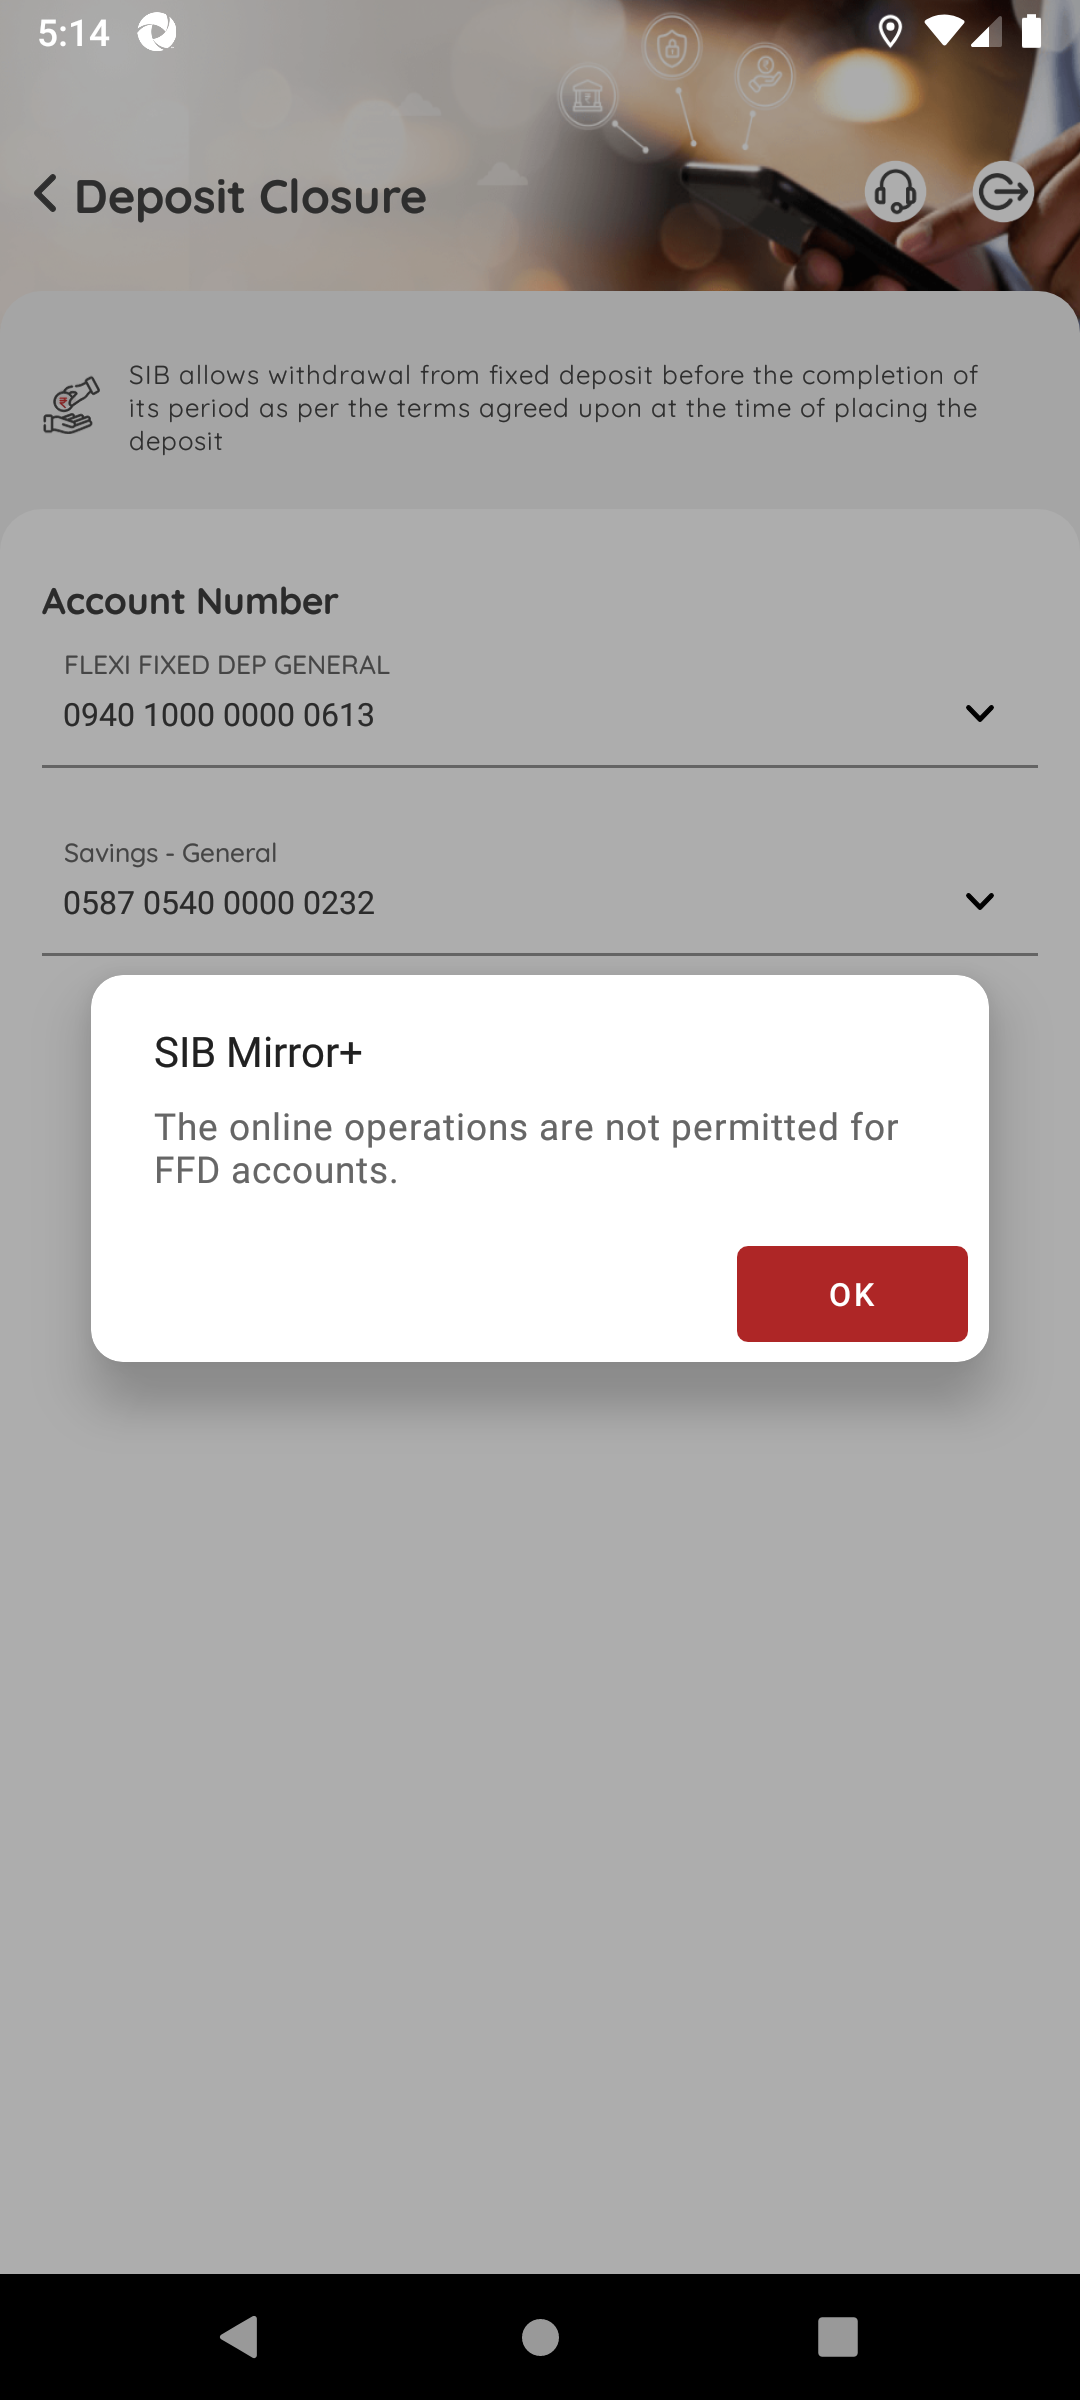 5:14
Deposit Closure
SIB allows withdrawal from fixed deposit before the completion of
its period as per the terms agreed upon at the time of placing the
deposit
Account Number
FLEXI FIXED DEP GENERAL
0940 1000 0000 0613
Savings - General
0587 0540 0000 0232
SIB Mirror+
The online operations are not permitted for
FFD accounts.
OK